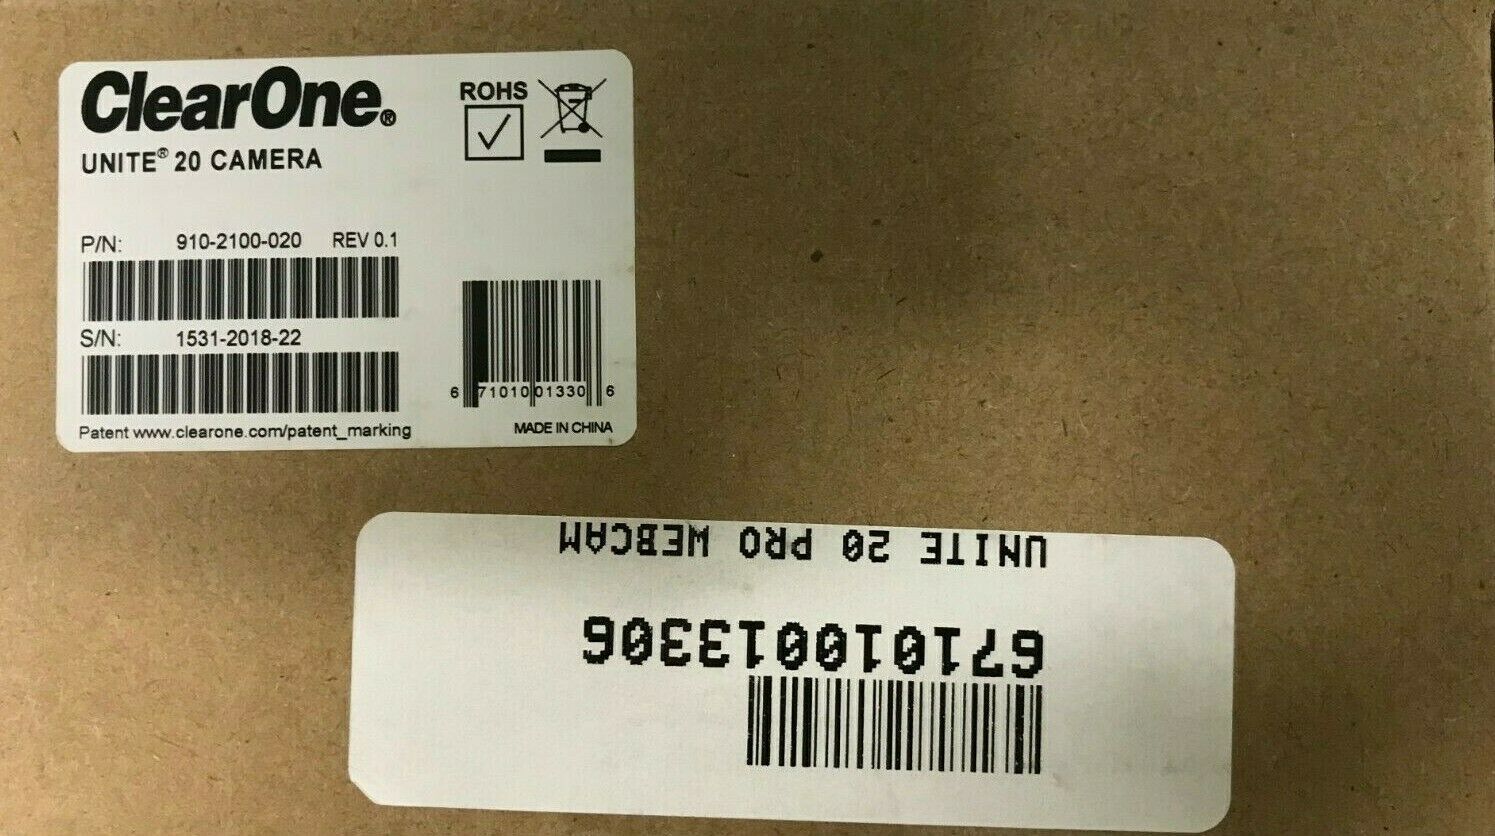 ClearOne®
UNITE® 20 CAMERA
ROHS
P/N: 910-2100-020 REV 0.1
S/N: 1531-2018-22
6 71010 01330 6
Patent www.clearone.com/patent_marking
MADE IN CHINA
UNITE 20 PRO WEBCAM
671010013306